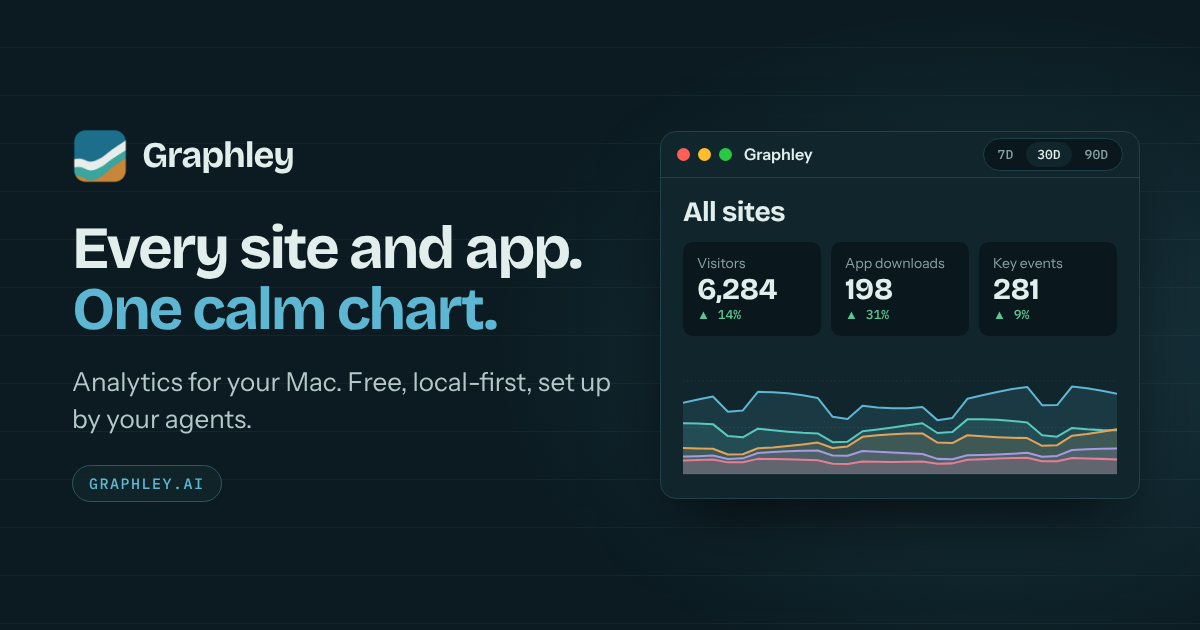 Graphley
Every site and app.
One calm chart.
Analytics for your Mac. Free, local-first, set up
by your agents.
GRAPHLEY.AI
Graphley
7D 30D 90D
All sites
Visitors
6,284
▲ 14%
App downloads
198
▲ 31%
Key events
281
▲ 9%